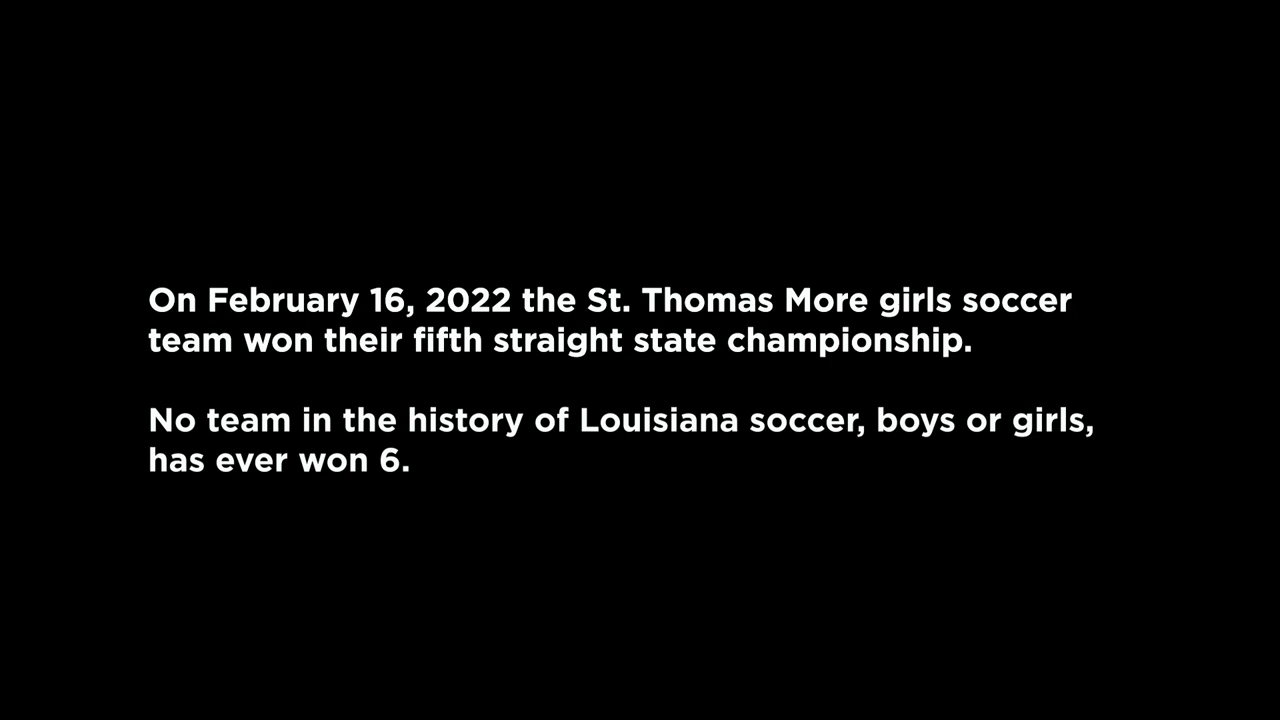 On February 16, 2022 the St. Thomas More girls soccer
team won their fifth straight state championship.
No team in the history of Louisiana soccer, boys or girls,
has ever won 6.